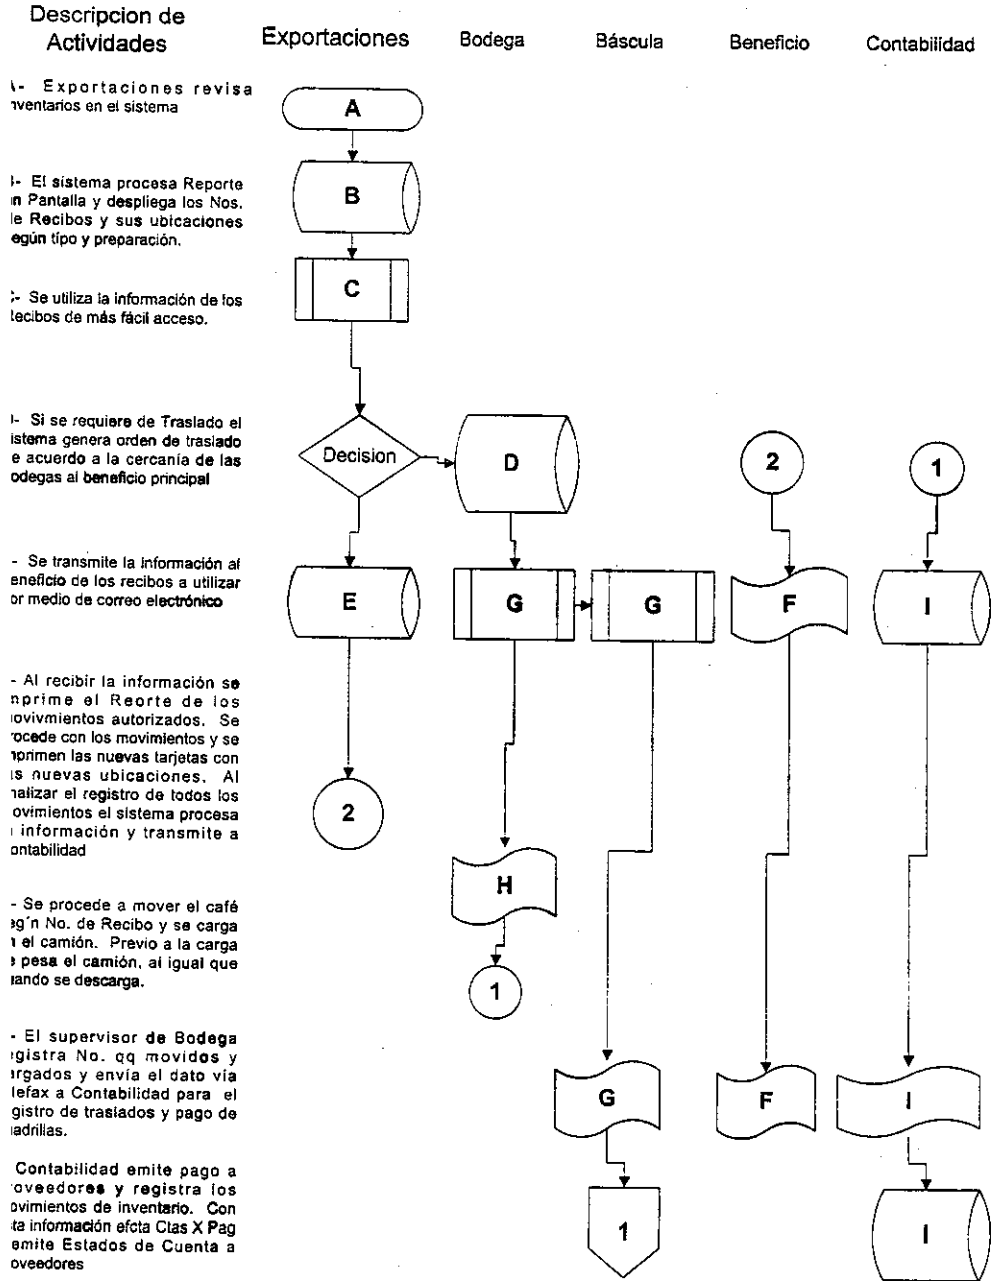 Descripcion de
Actividades
Exportaciones
Bodega
Báscula
Beneficio
Contabilidad
- Exportaciones revisa
nventarios en el sistema
- El sistema procesa Reporte
n Pantalla y despliega los Nos.
e Recibos y sus ubicaciones
egún tipo y preparación.
- Se utiliza la información de los
ecibos de más fácil acceso.
- Si se requiere de Traslado el
istema genera orden de traslado
e acuerdo a la cercanía de las
odegas al beneficio principal
- Se transmite la información al
eneficio de los recibos a utilizar
or medio de correo electrónico
- Al recibir la información se
mprime el Reorte de los
ovivmientos autorizados. Se
rocede con los movimientos y se
mprimen las nuevas tarjetas con
s nuevas ubicaciones. Al
nalizar el registro de todos los
ovimientos el sistema procesa
información y transmite a
ontabilidad
- Se procede a mover el café
eg´n No. de Recibo y se carga
n el camión. Previo a la carga
e pesa el camión, al igual que
uando se descarga.
- El supervisor de Bodega
gistra No. qq movidos y
argados y envía el dato vía
lefax a Contabilidad para el
gistro de traslados y pago de
adrillas.
Contabilidad emite pago a
oveedores y registra los
ovimientos de inventario. Con
ta información efcta Ctas X Pag
emite Estados de Cuenta a
oveedores
A
B
C
Decision
D
2
1
E
G
G
F
I
2
H
1
G
F
I
1
I